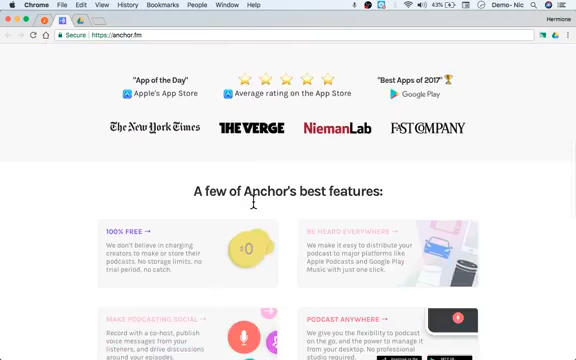 Chrome File Edit View History Bookmarks People Window Help 43% Demo- Nic
Hermione
Secure https://anchor.fm
"App of the Day" "Best Apps of 2017"
Apple's App Store Average rating on the App Store Google Play
The New York Times THE VERGE NiemanLab FAST COMPANY
A few of Anchor's best features:
100% FREE →
We don't believe in charging
creators to make or store their
podcasts. No storage limits, no
trial period, no catch.
$0
BE HEARD EVERYWHERE →
We make it easy to distribute your
podcast to major platforms like
Apple Podcasts and Google Play
Music with just one click.
MAKE PODCASTING SOCIAL →
Record with a co-host, publish
voice messages from your
listeners, and drive discussions
around your episodes.
PODCAST ANYWHERE →
We give you the flexibility to podcast
on the go, and the power to manage it
from your desktop. No professional
studio required.